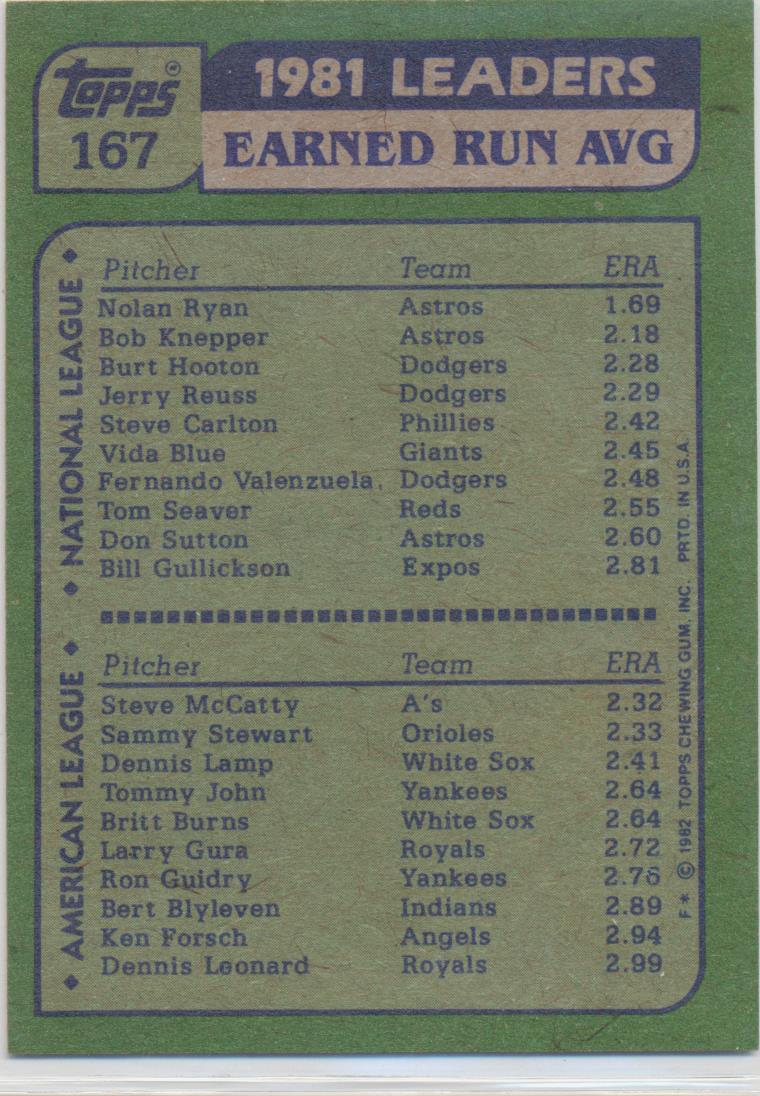 topps®
167
1981 LEADERS
EARNED RUN AVG
◆ NATIONAL LEAGUE ◆
Pitcher Team ERA
Nolan Ryan Astros 1.69
Bob Knepper Astros 2.18
Burt Hooton Dodgers 2.28
Jerry Reuss Dodgers 2.29
Steve Carlton Phillies 2.42
Vida Blue Giants 2.45
Fernando Valenzuela Dodgers 2.48
Tom Seaver Reds 2.55
Don Sutton Astros 2.60
Bill Gullickson Expos 2.81
◆ AMERICAN LEAGUE ◆
Pitcher Team ERA
Steve McCatty A's 2.32
Sammy Stewart Orioles 2.33
Dennis Lamp White Sox 2.41
Tommy John Yankees 2.64
Britt Burns White Sox 2.64
Larry Gura Royals 2.72
Ron Guidry Yankees 2.76
Bert Blyleven Indians 2.89
Ken Forsch Angels 2.94
Dennis Leonard Royals 2.99
F* © 1982 TOPPS CHEWING GUM, INC. PRTD. IN U.S.A.